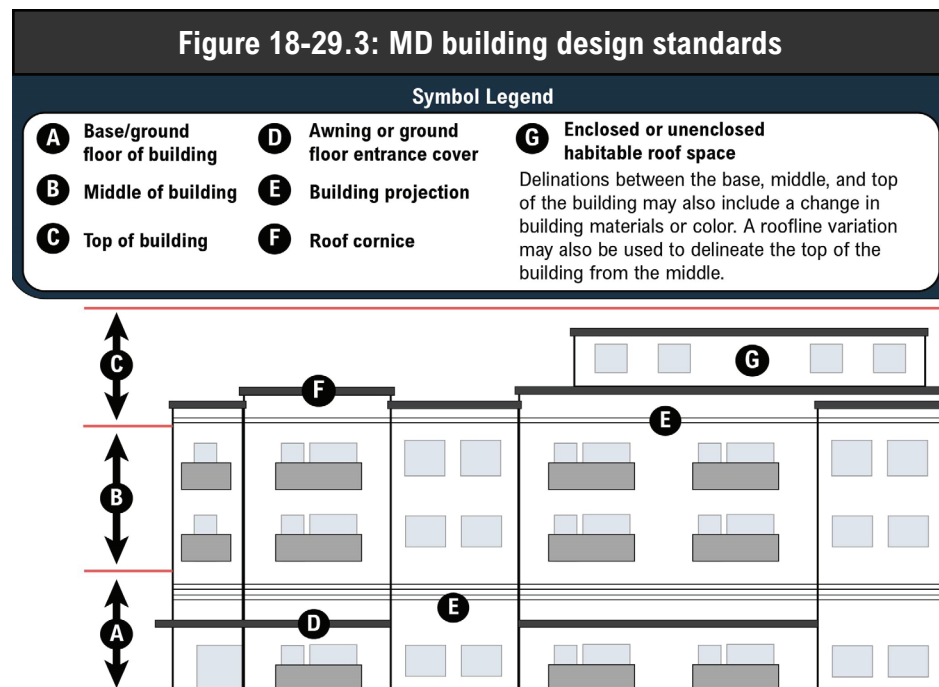 Figure 18-29.3: MD building design standards
Symbol Legend
A Base/ground
floor of building
B Middle of building
C Top of building
D Awning or ground
floor entrance cover
E Building projection
F Roof cornice
G Enclosed or unenclosed
habitable roof space
Delinations between the base, middle, and top
of the building may also include a change in
building materials or color. A roofline variation
may also be used to delineate the top of the
building from the middle.
C
G
F
E
B
E
D
A